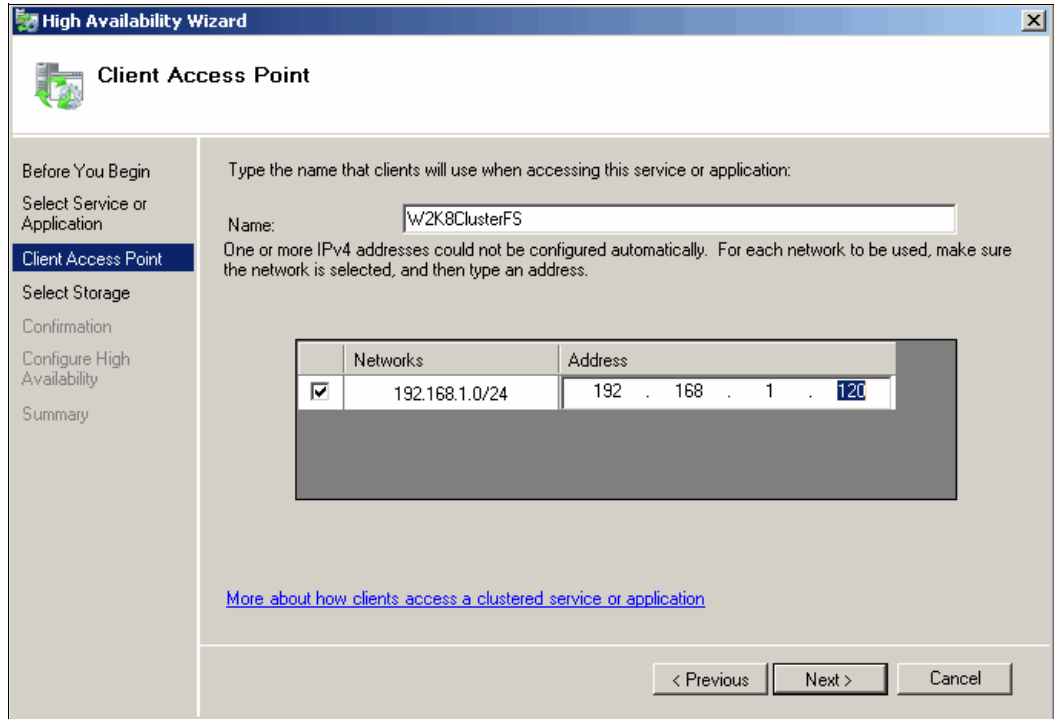 High Availability Wizard
Client Access Point
Before You Begin
Select Service or
Application
Client Access Point
Select Storage
Confirmation
Configure High
Availability
Summary
Type the name that clients will use when accessing this service or application:
Name: W2K8ClusterFS
One or more IPv4 addresses could not be configured automatically. For each network to be used, make sure
the network is selected, and then type an address.
Networks Address
192.168.1.0/24 192 . 168 . 1 . 120
More about how clients access a clustered service or application
< Previous Next > Cancel